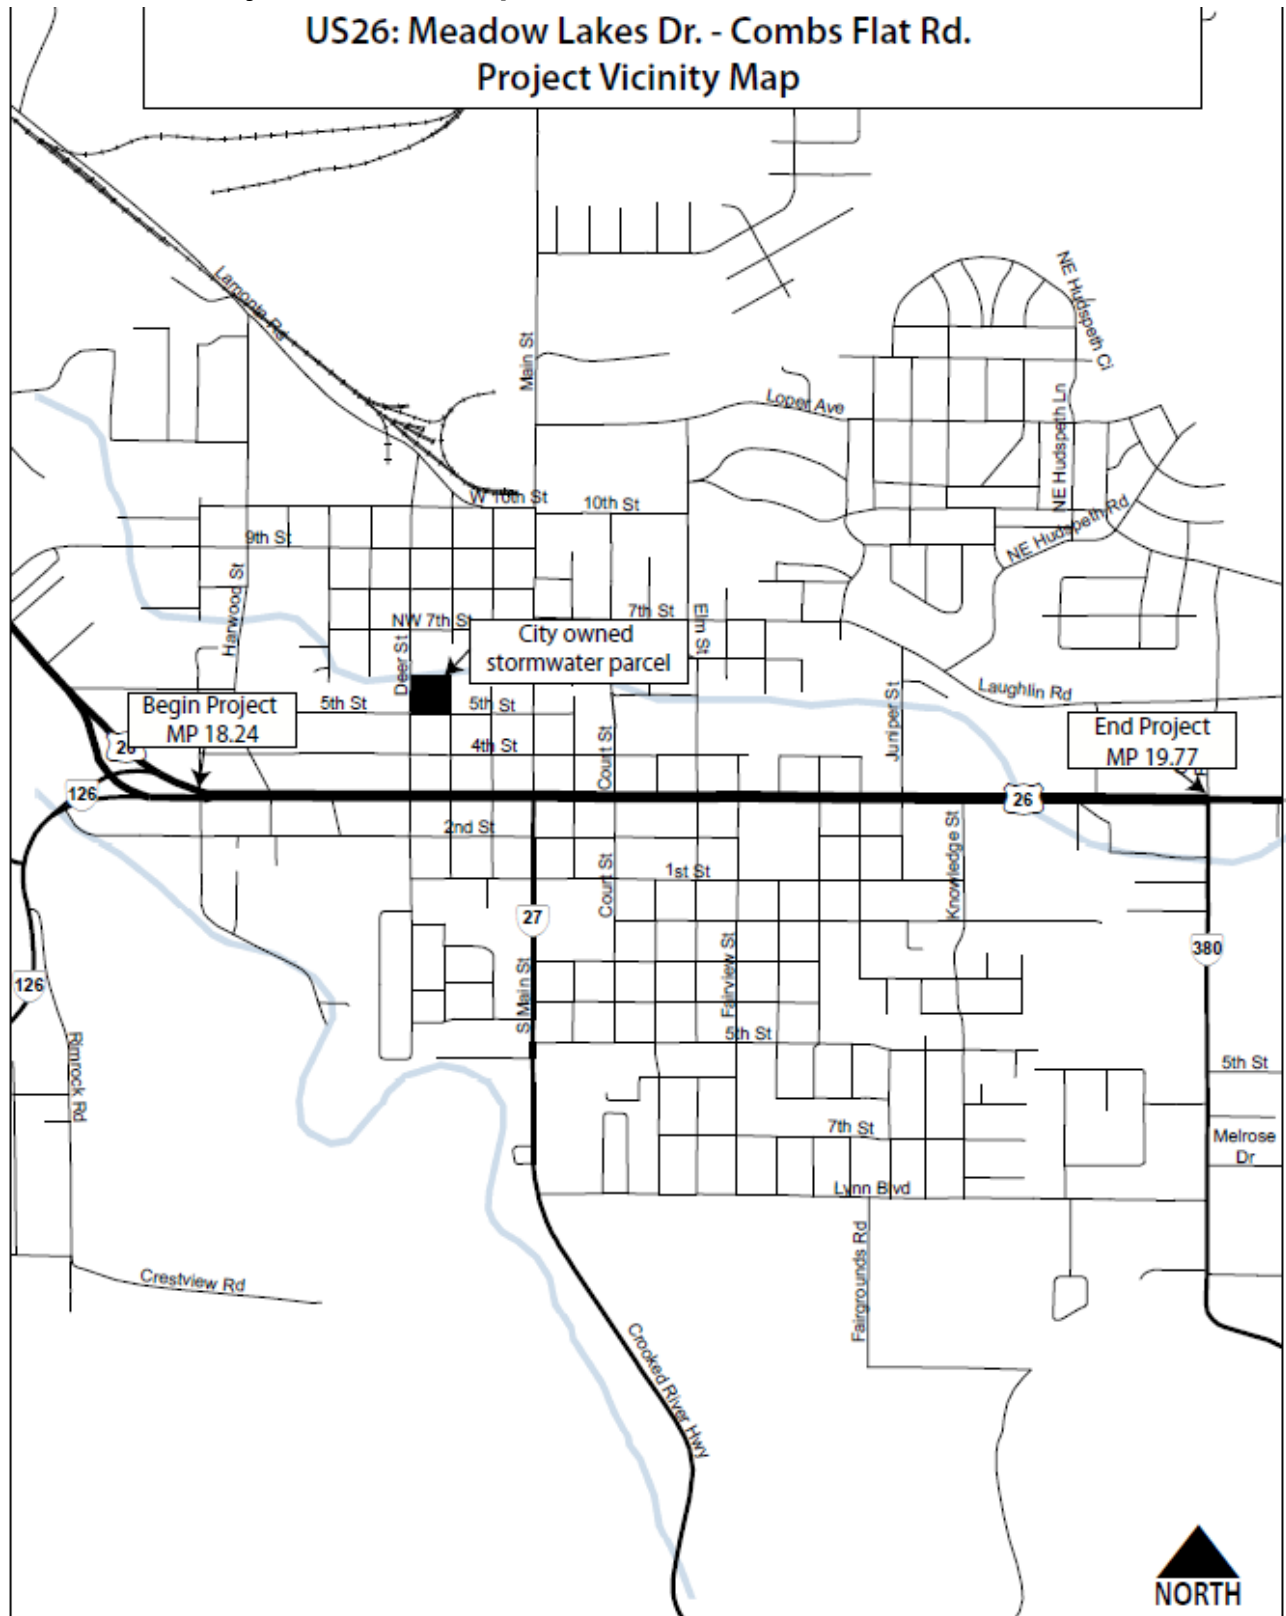 US26: Meadow Lakes Dr. - Combs Flat Rd.
Project Vicinity Map
Lamonta Rd
Main St
NE Hudspeth Ci
Loper Ave
NE Hudspeth Ln
W 10th St
10th St
NE Hudspeth Rd
9th St
Harwood St
NW 7th St
7th St
Elm St
City owned
stormwater parcel
Deer St
Laughlin Rd
Juniper St
Begin Project
MP 18.24
5th St
5th St
End Project
MP 19.77
26
4th St
Court St
126
26
2nd St
Knowledge St
1st St
Court St
27
Fairview St
380
126
S Main St
5th St
Rimrock Rd
5th St
7th St
Melrose
Dr
Lynn Blvd
Fairgrounds Rd
Crestview Rd
Crooked River Hwy
NORTH